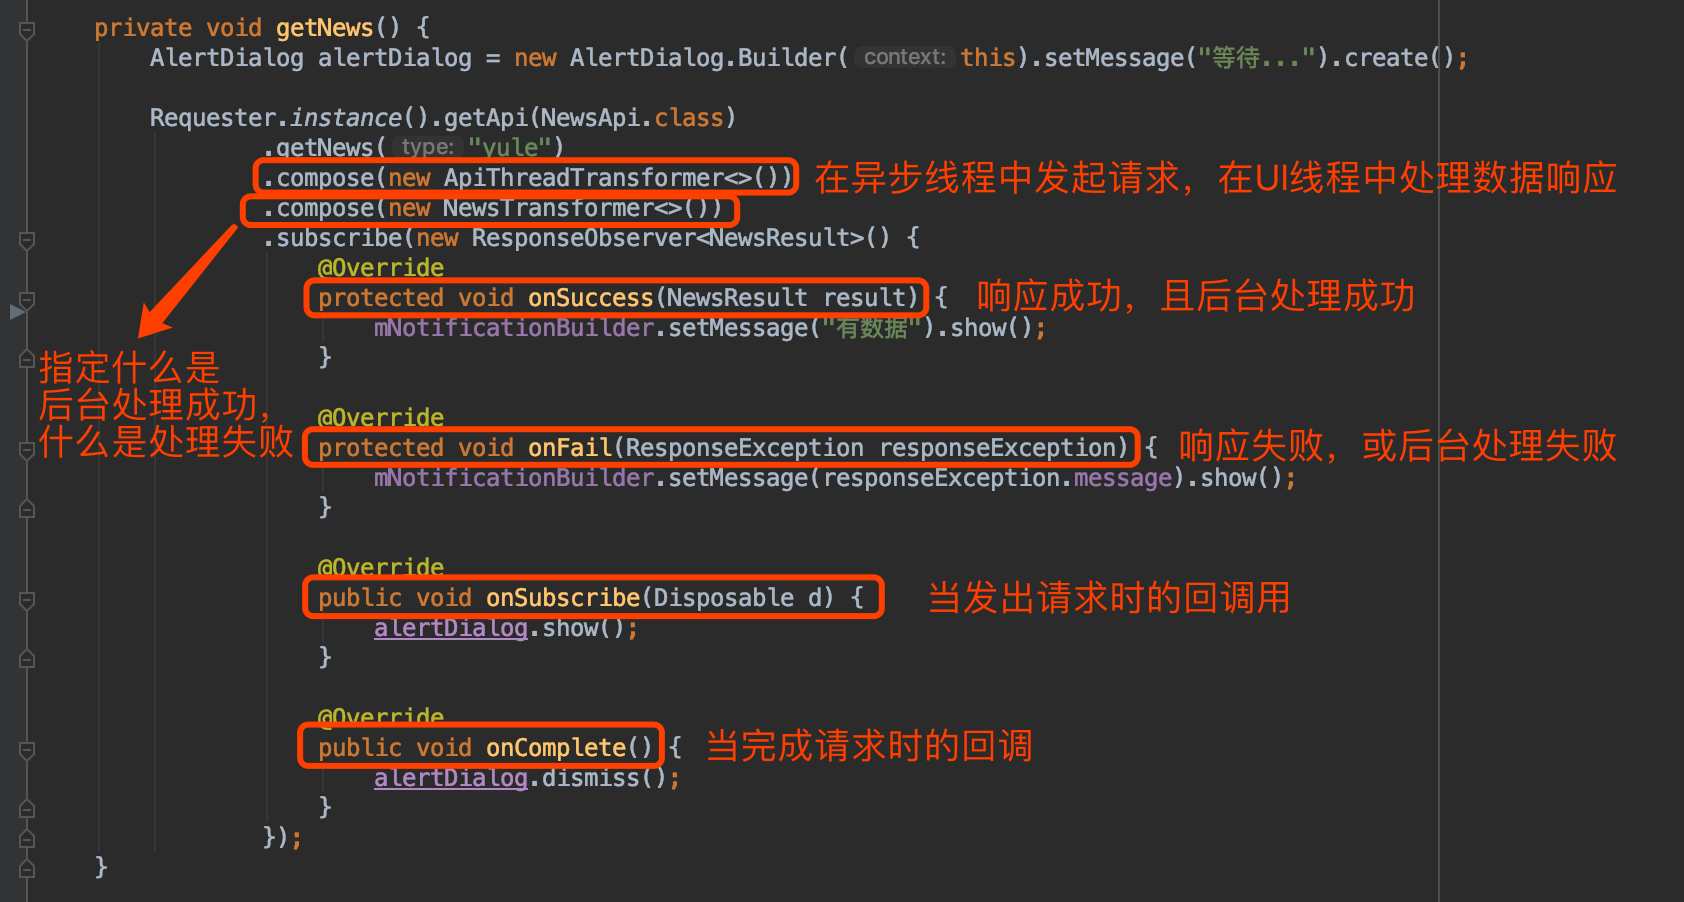 private void getNews() {
AlertDialog alertDialog = new AlertDialog.Builder( context: this).setMessage("等待...").create();
Requester.instance().getApi(NewsApi.class)
.getNews( type: "yule")
.compose(new ApiThreadTransformer<>()) 在异步线程中发起请求，在UI线程中处理数据响应
.compose(new NewsTransformer<>())
.subscribe(new ResponseObserver<NewsResult>() {
@Override
protected void onSuccess(NewsResult result) { 响应成功，且后台处理成功
mNotificationBuilder.setMessage("有数据").show();
}
指定什么是
后台处理成功，
什么是处理失败
@Override
protected void onFail(ResponseException responseException) { 响应失败，或后台处理失败
mNotificationBuilder.setMessage(responseException.message).show();
}
@Override
public void onSubscribe(Disposable d) { 当发出请求时的回调用
alertDialog.show();
}
@Override
public void onComplete() { 当完成请求时的回调
alertDialog.dismiss();
}
});
}